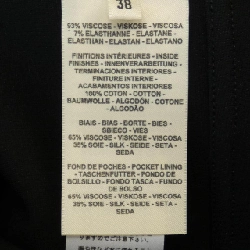 38
93% VISCOSE - VISKOSE - VISCOSA
7% ELASTHANNE - ELASTANE -
ELASTHAN - ELASTAN - ELASTANO
FINITIONS INTÉRIEURES - INSIDE
FINISHES - INNENVERARBEITUNG -
TERMINACIONES INTERIORES -
FINITURE INTERNE -
ACABAMENTOS INTERIORES
100% COTON - COTTON -
BAUMWOLLE - ALGODÓN - COTONE
- ALGODÃO
BIAIS - BIAS - BORTE - BIES -
SBIECO - VIÉS
65% VISCOSE - VISKOSE - VISCOSA
35% SOIE - SILK - SEIDE - SETA -
SEDA
FOND DE POCHES - POCKET LINING
- TASCHENFUTTER - FONDO DE
BOLSILLO - FONDO TASCA - FUNDO
DE BOLSO
65% VISCOSE - VISKOSE - VISCOSA
35% SOIE - SILK - SEIDE - SETA -
SEDA